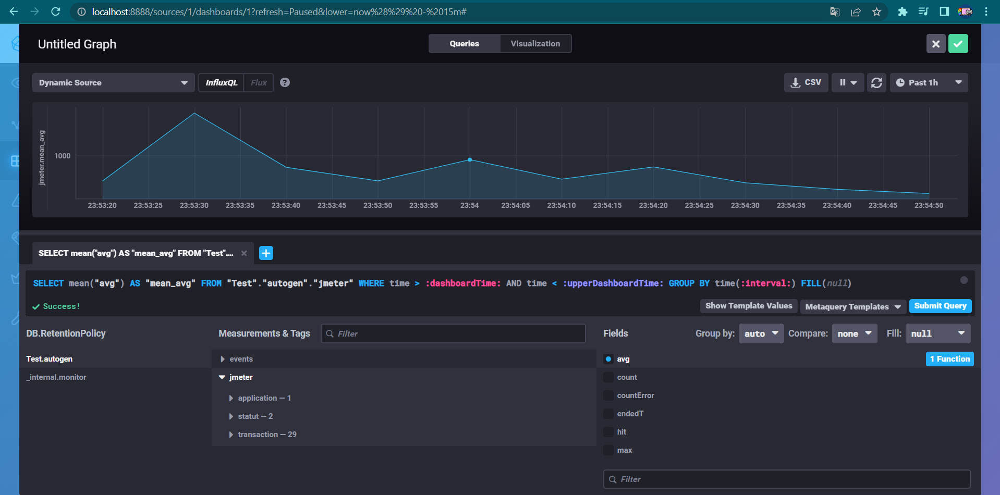 localhost:8888/sources/1/dashboards/1?refresh=Paused&lower=now%28%29%20-%2015m#
Untitled Graph
Queries
Visualization
Dynamic Source
InfluxQL
Flux
?
CSV
Past 1h
jmeter.mean_avg
1000
23:53:20 23:53:25 23:53:30 23:53:35 23:53:40 23:53:45 23:53:50 23:53:55 23:54 23:54:05 23:54:10 23:54:15 23:54:20 23:54:25 23:54:30 23:54:35 23:54:40 23:54:45 23:54:50
SELECT mean("avg") AS "mean_avg" FROM "Test"....
SELECT mean("avg") AS "mean_avg" FROM "Test"."autogen"."jmeter" WHERE time > :dashboardTime: AND time < :upperDashboardTime: GROUP BY time(:interval:) FILL(null)
Success!
Show Template Values
Metaquery Templates
Submit Query
DB.RetentionPolicy
Measurements & Tags
Filter
Fields
Group by: auto
Compare: none
Fill: null
Test.autogen
_internal.monitor
events
jmeter
application — 1
statut — 2
transaction — 29
avg
1 Function
count
countError
endedT
hit
max
Filter